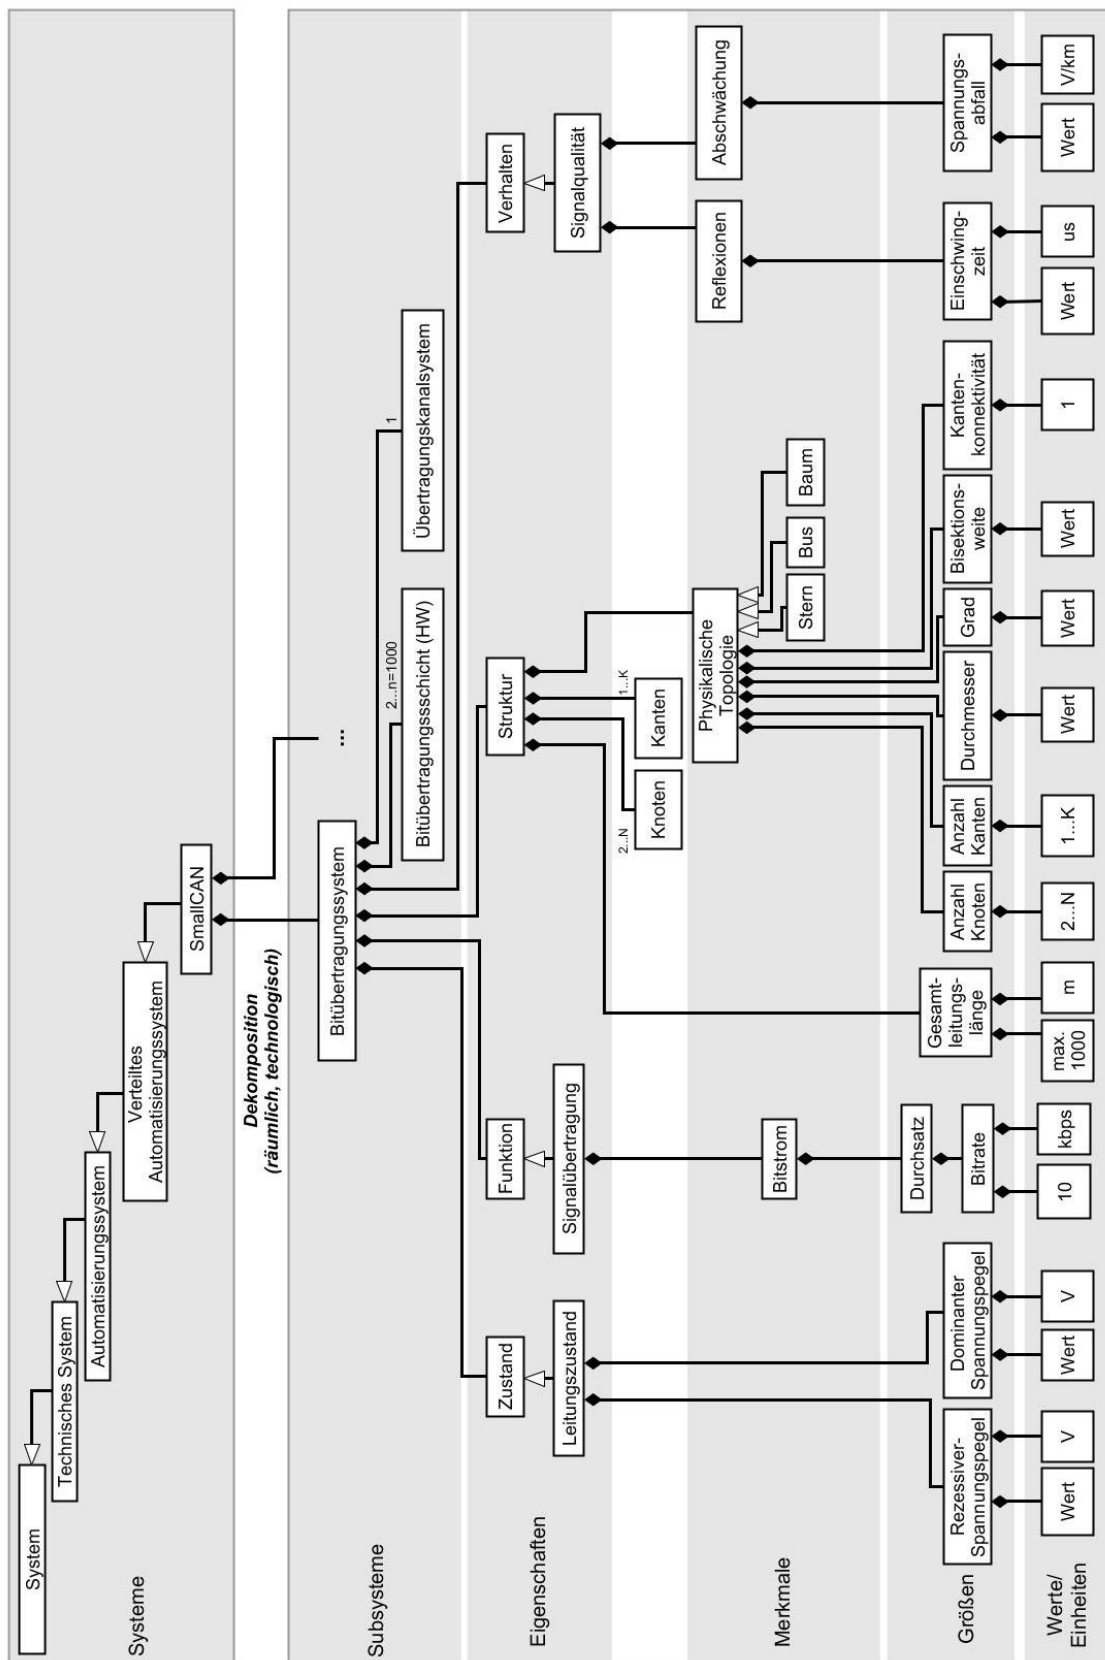 Systeme
System
Technisches System
Automatisierungssystem
Verteiltes
Automatisierungssystem
SmallCAN
Dekomposition
(räumlich, technologisch)
Subsysteme
Bitübertragungssystem
...
Bitübertragungssschicht (HW)
2...n=1000
Übertragungskanalsystem
1
Eigenschaften
Zustand
Leitungszustand
Funktion
Signalübertragung
Struktur
Knoten
2...N
Kanten
1...K
Verhalten
Signalqualität
Merkmale
Bitstrom
Physikalische
Topologie
Stern
Bus
Baum
Reflexionen
Abschwächung
Größen
Rezessiver-
Spannungspegel
Dominanter
Spannungspegel
Durchsatz
Bitrate
Gesamt-
leitungs-
länge
Anzahl
Knoten
Anzahl
Kanten
Durchmesser
Grad
Bisektions-
weite
Kanten-
konnektivität
Einschwing-
zeit
Spannungs-
abfall
Werte/
Einheiten
Wert
V
Wert
V
10
kbps
max.
1000
m
2...N
1...K
Wert
Wert
Wert
1
Wert
us
Wert
V/km